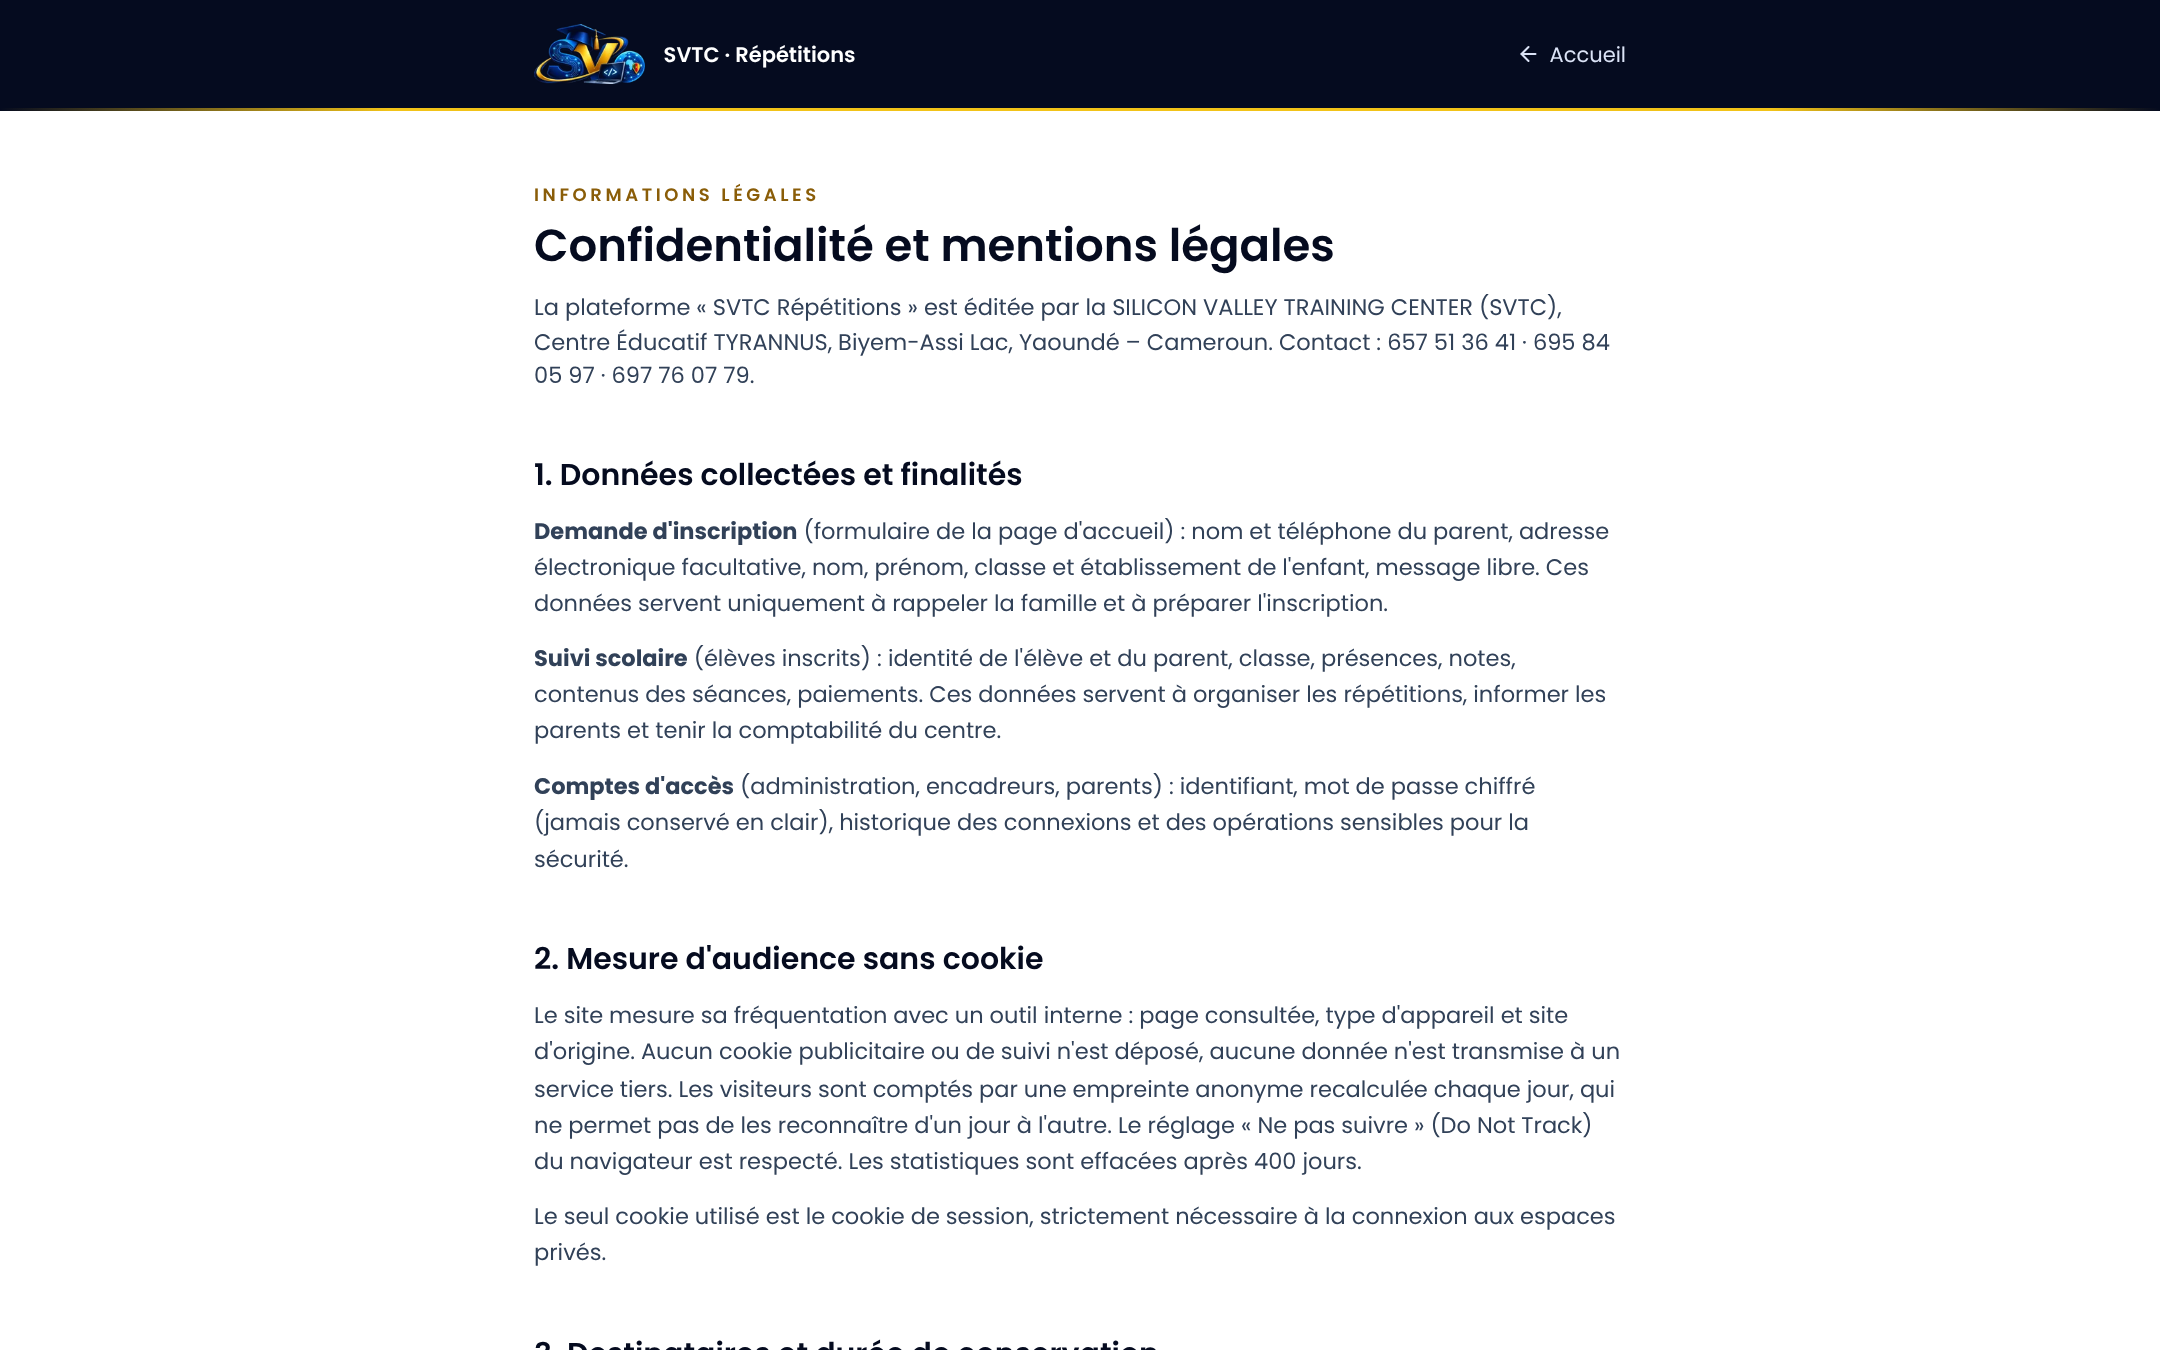 SV
</>
SVTC · Répétitions
← Accueil
INFORMATIONS LÉGALES
Confidentialité et mentions légales
La plateforme « SVTC Répétitions » est éditée par la SILICON VALLEY TRAINING CENTER (SVTC),
Centre Éducatif TYRANNUS, Biyem-Assi Lac, Yaoundé – Cameroun. Contact : 657 51 36 41 · 695 84
05 97 · 697 76 07 79.
1. Données collectées et finalités
Demande d'inscription (formulaire de la page d'accueil) : nom et téléphone du parent, adresse
électronique facultative, nom, prénom, classe et établissement de l'enfant, message libre. Ces
données servent uniquement à rappeler la famille et à préparer l'inscription.
Suivi scolaire (élèves inscrits) : identité de l'élève et du parent, classe, présences, notes,
contenus des séances, paiements. Ces données servent à organiser les répétitions, informer les
parents et tenir la comptabilité du centre.
Comptes d'accès (administration, encadreurs, parents) : identifiant, mot de passe chiffré
(jamais conservé en clair), historique des connexions et des opérations sensibles pour la
sécurité.
2. Mesure d'audience sans cookie
Le site mesure sa fréquentation avec un outil interne : page consultée, type d'appareil et site
d'origine. Aucun cookie publicitaire ou de suivi n'est déposé, aucune donnée n'est transmise à un
service tiers. Les visiteurs sont comptés par une empreinte anonyme recalculée chaque jour, qui
ne permet pas de les reconnaître d'un jour à l'autre. Le réglage « Ne pas suivre » (Do Not Track)
du navigateur est respecté. Les statistiques sont effacées après 400 jours.
Le seul cookie utilisé est le cookie de session, strictement nécessaire à la connexion aux espaces
privés.
3. Destinataires et durée de conservation